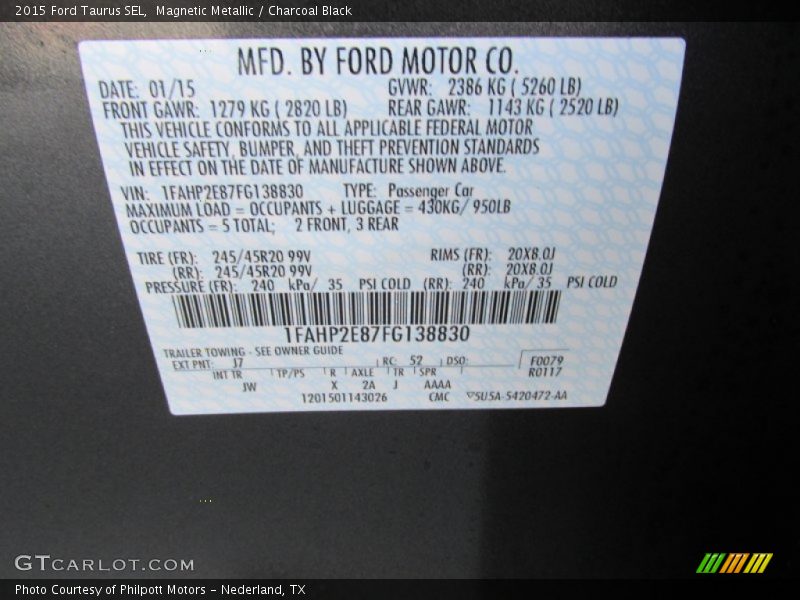 2015 Ford Taurus SEL,  Magnetic Metallic / Charcoal Black
MFD. BY FORD MOTOR CO.
DATE: 01/15 GVWR: 2386 KG ( 5260 LB)
FRONT GAWR: 1279 KG ( 2820 LB) REAR GAWR: 1143 KG ( 2520 LB)
THIS VEHICLE CONFORMS TO ALL APPLICABLE FEDERAL MOTOR
VEHICLE SAFETY, BUMPER, AND THEFT PREVENTION STANDARDS
IN EFFECT ON THE DATE OF MANUFACTURE SHOWN ABOVE.
VIN: 1FAHP2E87FG138830 TYPE: Passenger Car
MAXIMUM LOAD = OCCUPANTS + LUGGAGE = 430KG/ 950LB
OCCUPANTS = 5 TOTAL; 2 FRONT, 3 REAR
TIRE (FR): 245/45R20 99V RIMS (FR): 20X8.0J
(RR): 245/45R20 99V (RR): 20X8.0J
PRESSURE (FR): 240 kPa/ 35 PSI COLD (RR): 240 kPa/ 35 PSI COLD
1FAHP2E87FG138830
TRAILER TOWING - SEE OWNER GUIDE
EXT PNT: J7 RC: 52 DSO: F0079
INT TR TP/PS R AXLE TR SPR R0117
JW X 2A J AAAA
1201501143026 CMC ▽5U5A-5420472-AA
GTCARLOT.COM
Photo Courtesy of Philpott Motors - Nederland, TX